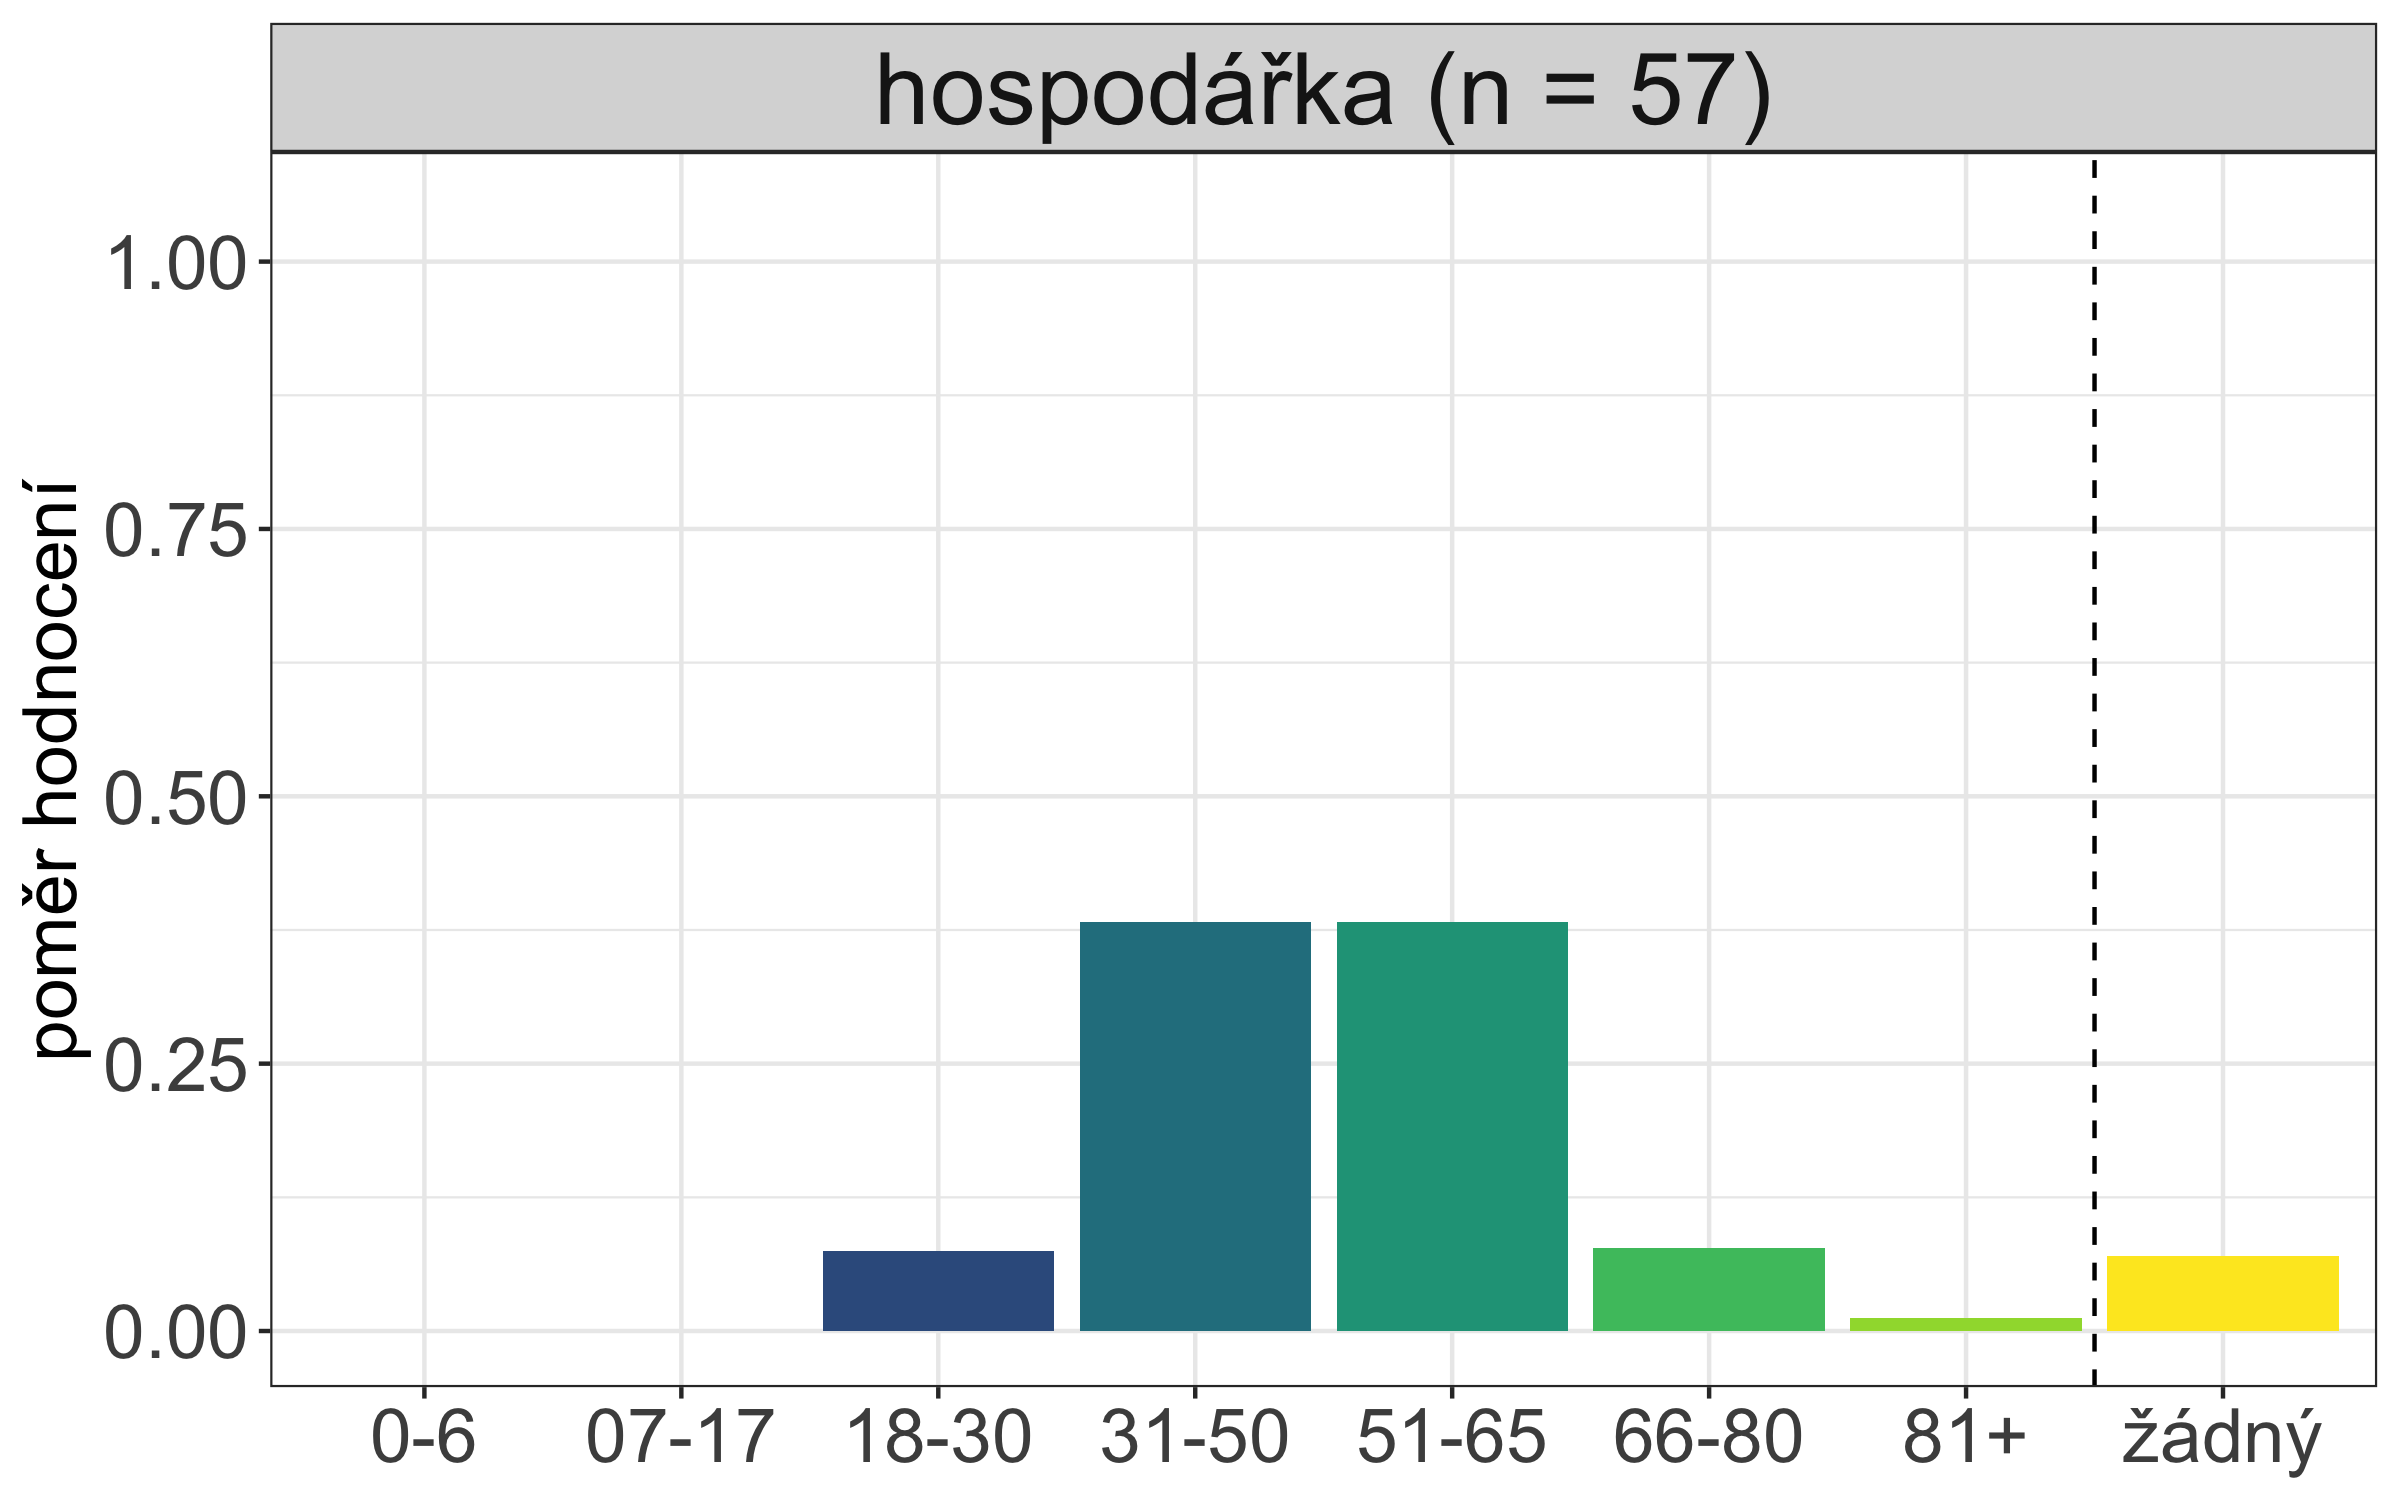 hospodářka (n = 57)
poměr hodnocení
1.00
0.75
0.50
0.25
0.00
0-6 07-17 18-30 31-50 51-65 66-80 81+ žádný